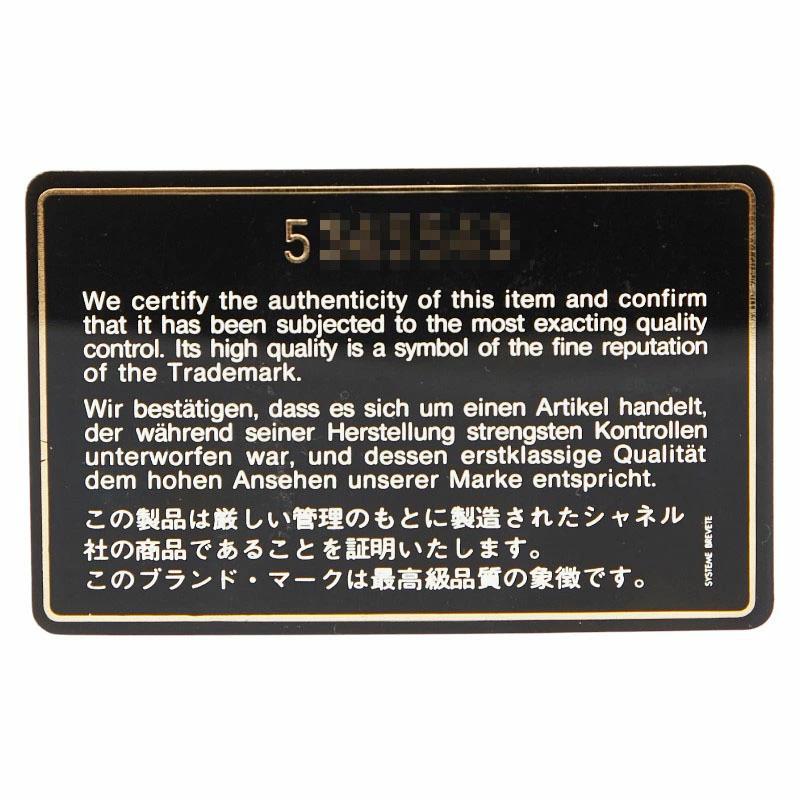 5
We certify the authenticity of this item and confirm
that it has been subjected to the most exacting quality
control. Its high quality is a symbol of the fine reputation
of the Trademark.
Wir bestätigen, dass es sich um einen Artikel handelt,
der während seiner Herstellung strengsten Kontrollen
unterworfen war, und dessen erstklassige Qualität
dem hohen Ansehen unserer Marke entspricht.
この製品は厳しい管理のもとに製造されたシャネル
社の商品であることを証明いたします。
このブランド・マークは最高級品質の象徴です。
SYSTEME BREVETE